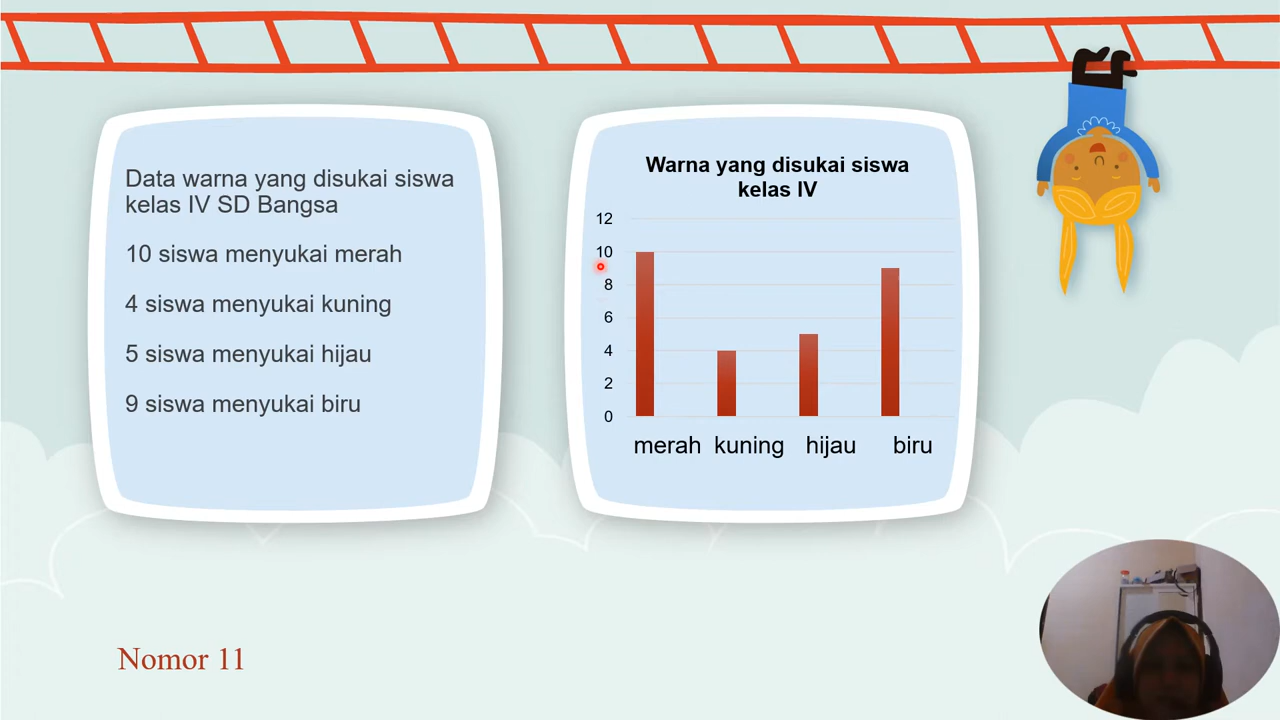 Data warna yang disukai siswa
kelas IV SD Bangsa
10 siswa menyukai merah
4 siswa menyukai kuning
5 siswa menyukai hijau
9 siswa menyukai biru
Warna yang disukai siswa
kelas IV
12
10
8
6
4
2
0
merah kuning hijau biru
Nomor 11